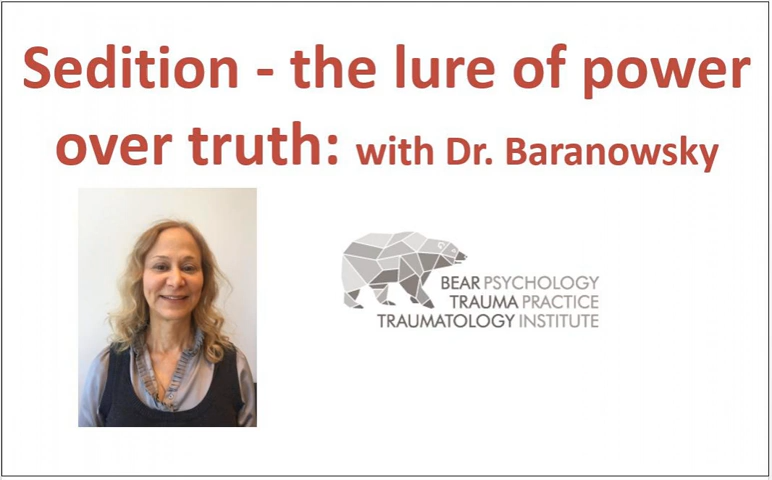 Sedition - the lure of power
over truth: with Dr. Baranowsky
BEAR PSYCHOLOGY
TRAUMA PRACTICE
TRAUMATOLOGY INSTITUTE